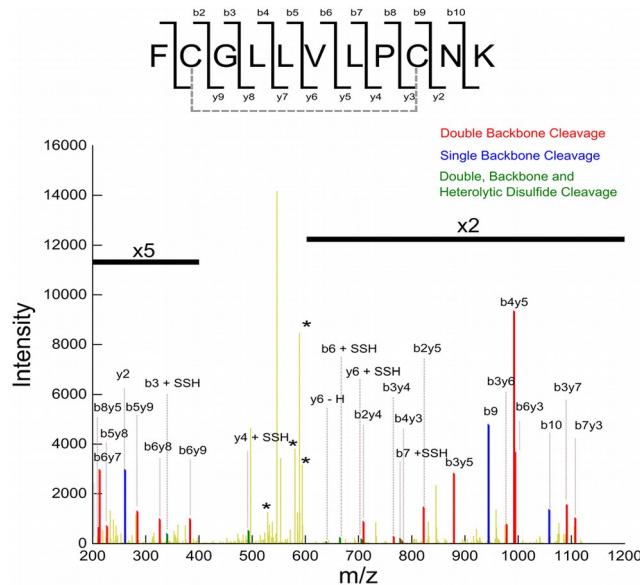 b2 b3 b4 b5 b6 b7 b8 b9 b10
FCGLLVLPCNK
y9 y8 y7 y6 y5 y4 y3 y2
16000
14000
12000
10000
8000
6000
4000
2000
0
Intensity
Double Backbone Cleavage
Single Backbone Cleavage
Double, Backbone and
Heterolytic Disulfide Cleavage
x5
x2
*
b4y5
b6 + SSH
b2y5
y6 + SSH
y2
b3 + SSH
b3y4
b3y6
b3y7
y6 - H
b8y5
b5y9
b2y4
b9
b6y3
b4y3
b10
b7y3
b5y8
y4 + SSH
*
b6y7
b6y8
b6y9
*
b7 +SSH
b3y5
*
200 300 400 500 600 700 800 900 1000 1100 1200
m/z